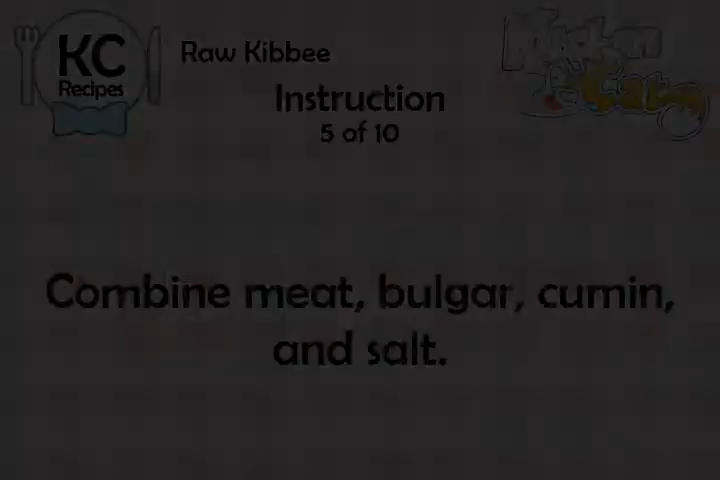 KC
Recipes
Raw Kibbee
Instruction
5 of 10
Combine meat, bulgar, cumin,
and salt.